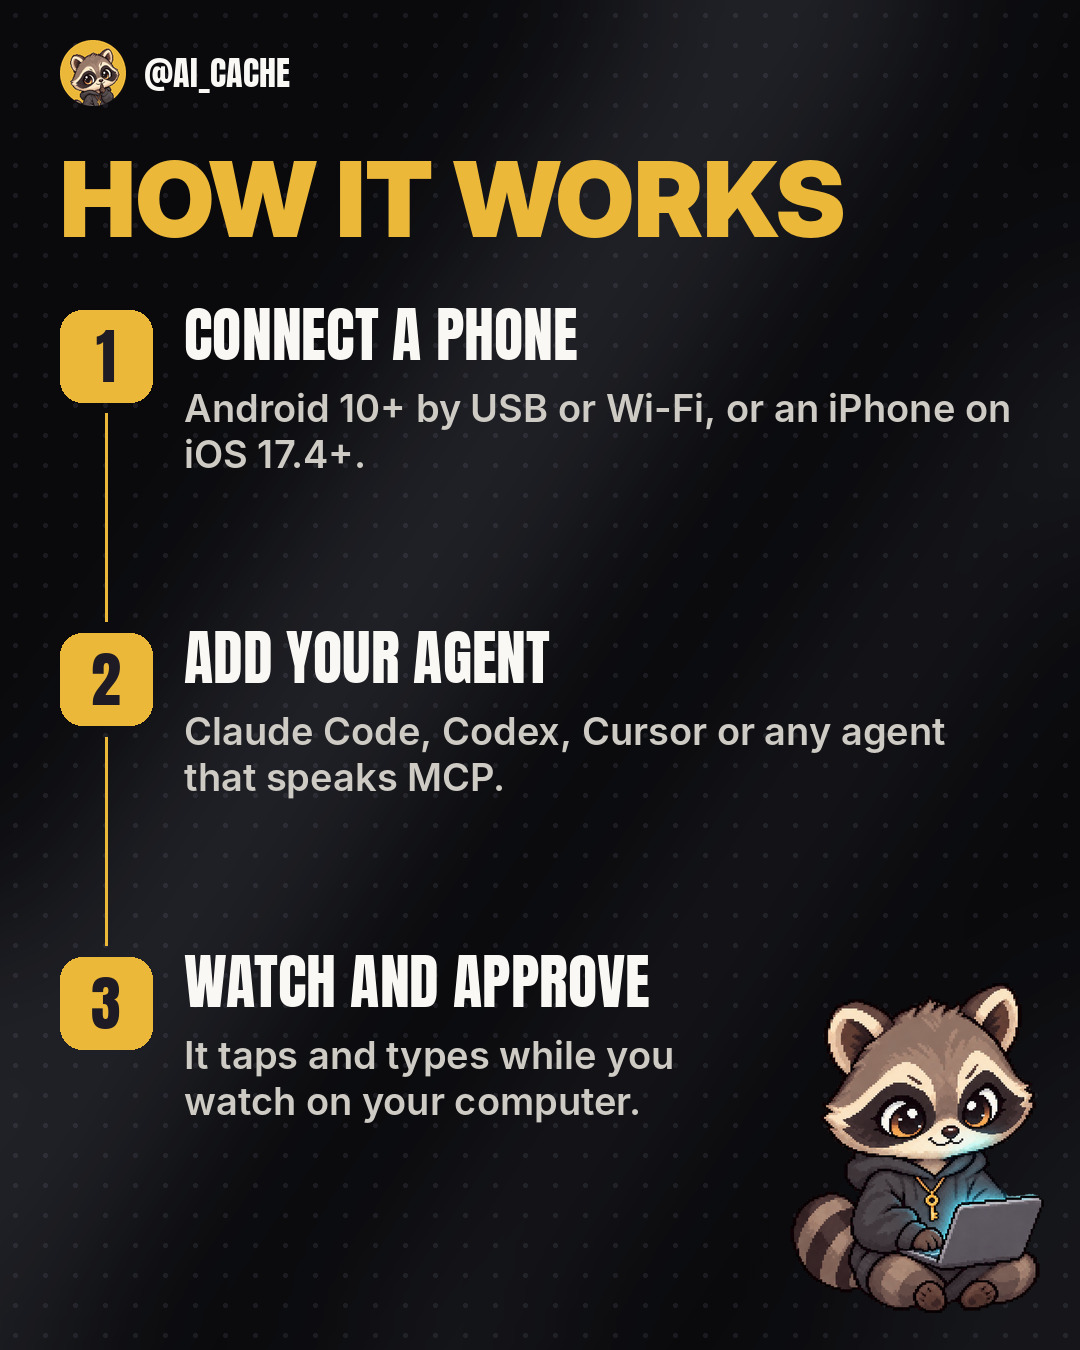 @AI_CACHE
HOW IT WORKS
1
CONNECT A PHONE
Android 10+ by USB or Wi-Fi, or an iPhone on
iOS 17.4+.
2
ADD YOUR AGENT
Claude Code, Codex, Cursor or any agent
that speaks MCP.
3
WATCH AND APPROVE
It taps and types while you
watch on your computer.